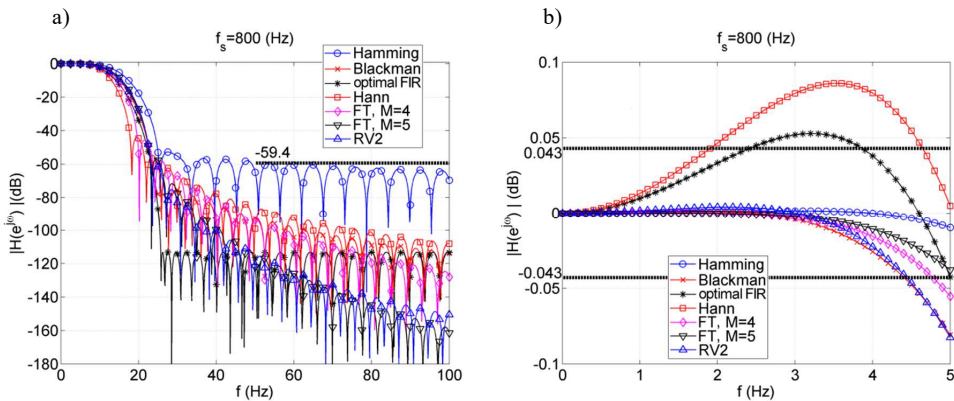 a)
f_s=800 (Hz)
|H(e^{jω}) |(dB)
0
-20
-40
-60
-80
-100
-120
-140
-160
-180
Hamming
Blackman
optimal FIR
Hann
FT, M=4
FT, M=5
RV2
-59.4
0 20 40 60 80 100
f (Hz)
b)
f_s=800 (Hz)
|H(e^{jω}) | (dB)
0.1
0.05
0.043
0
-0.043
-0.05
-0.1
Hamming
Blackman
optimal FIR
Hann
FT, M=4
FT, M=5
RV2
0 1 2 3 4 5
f (Hz)